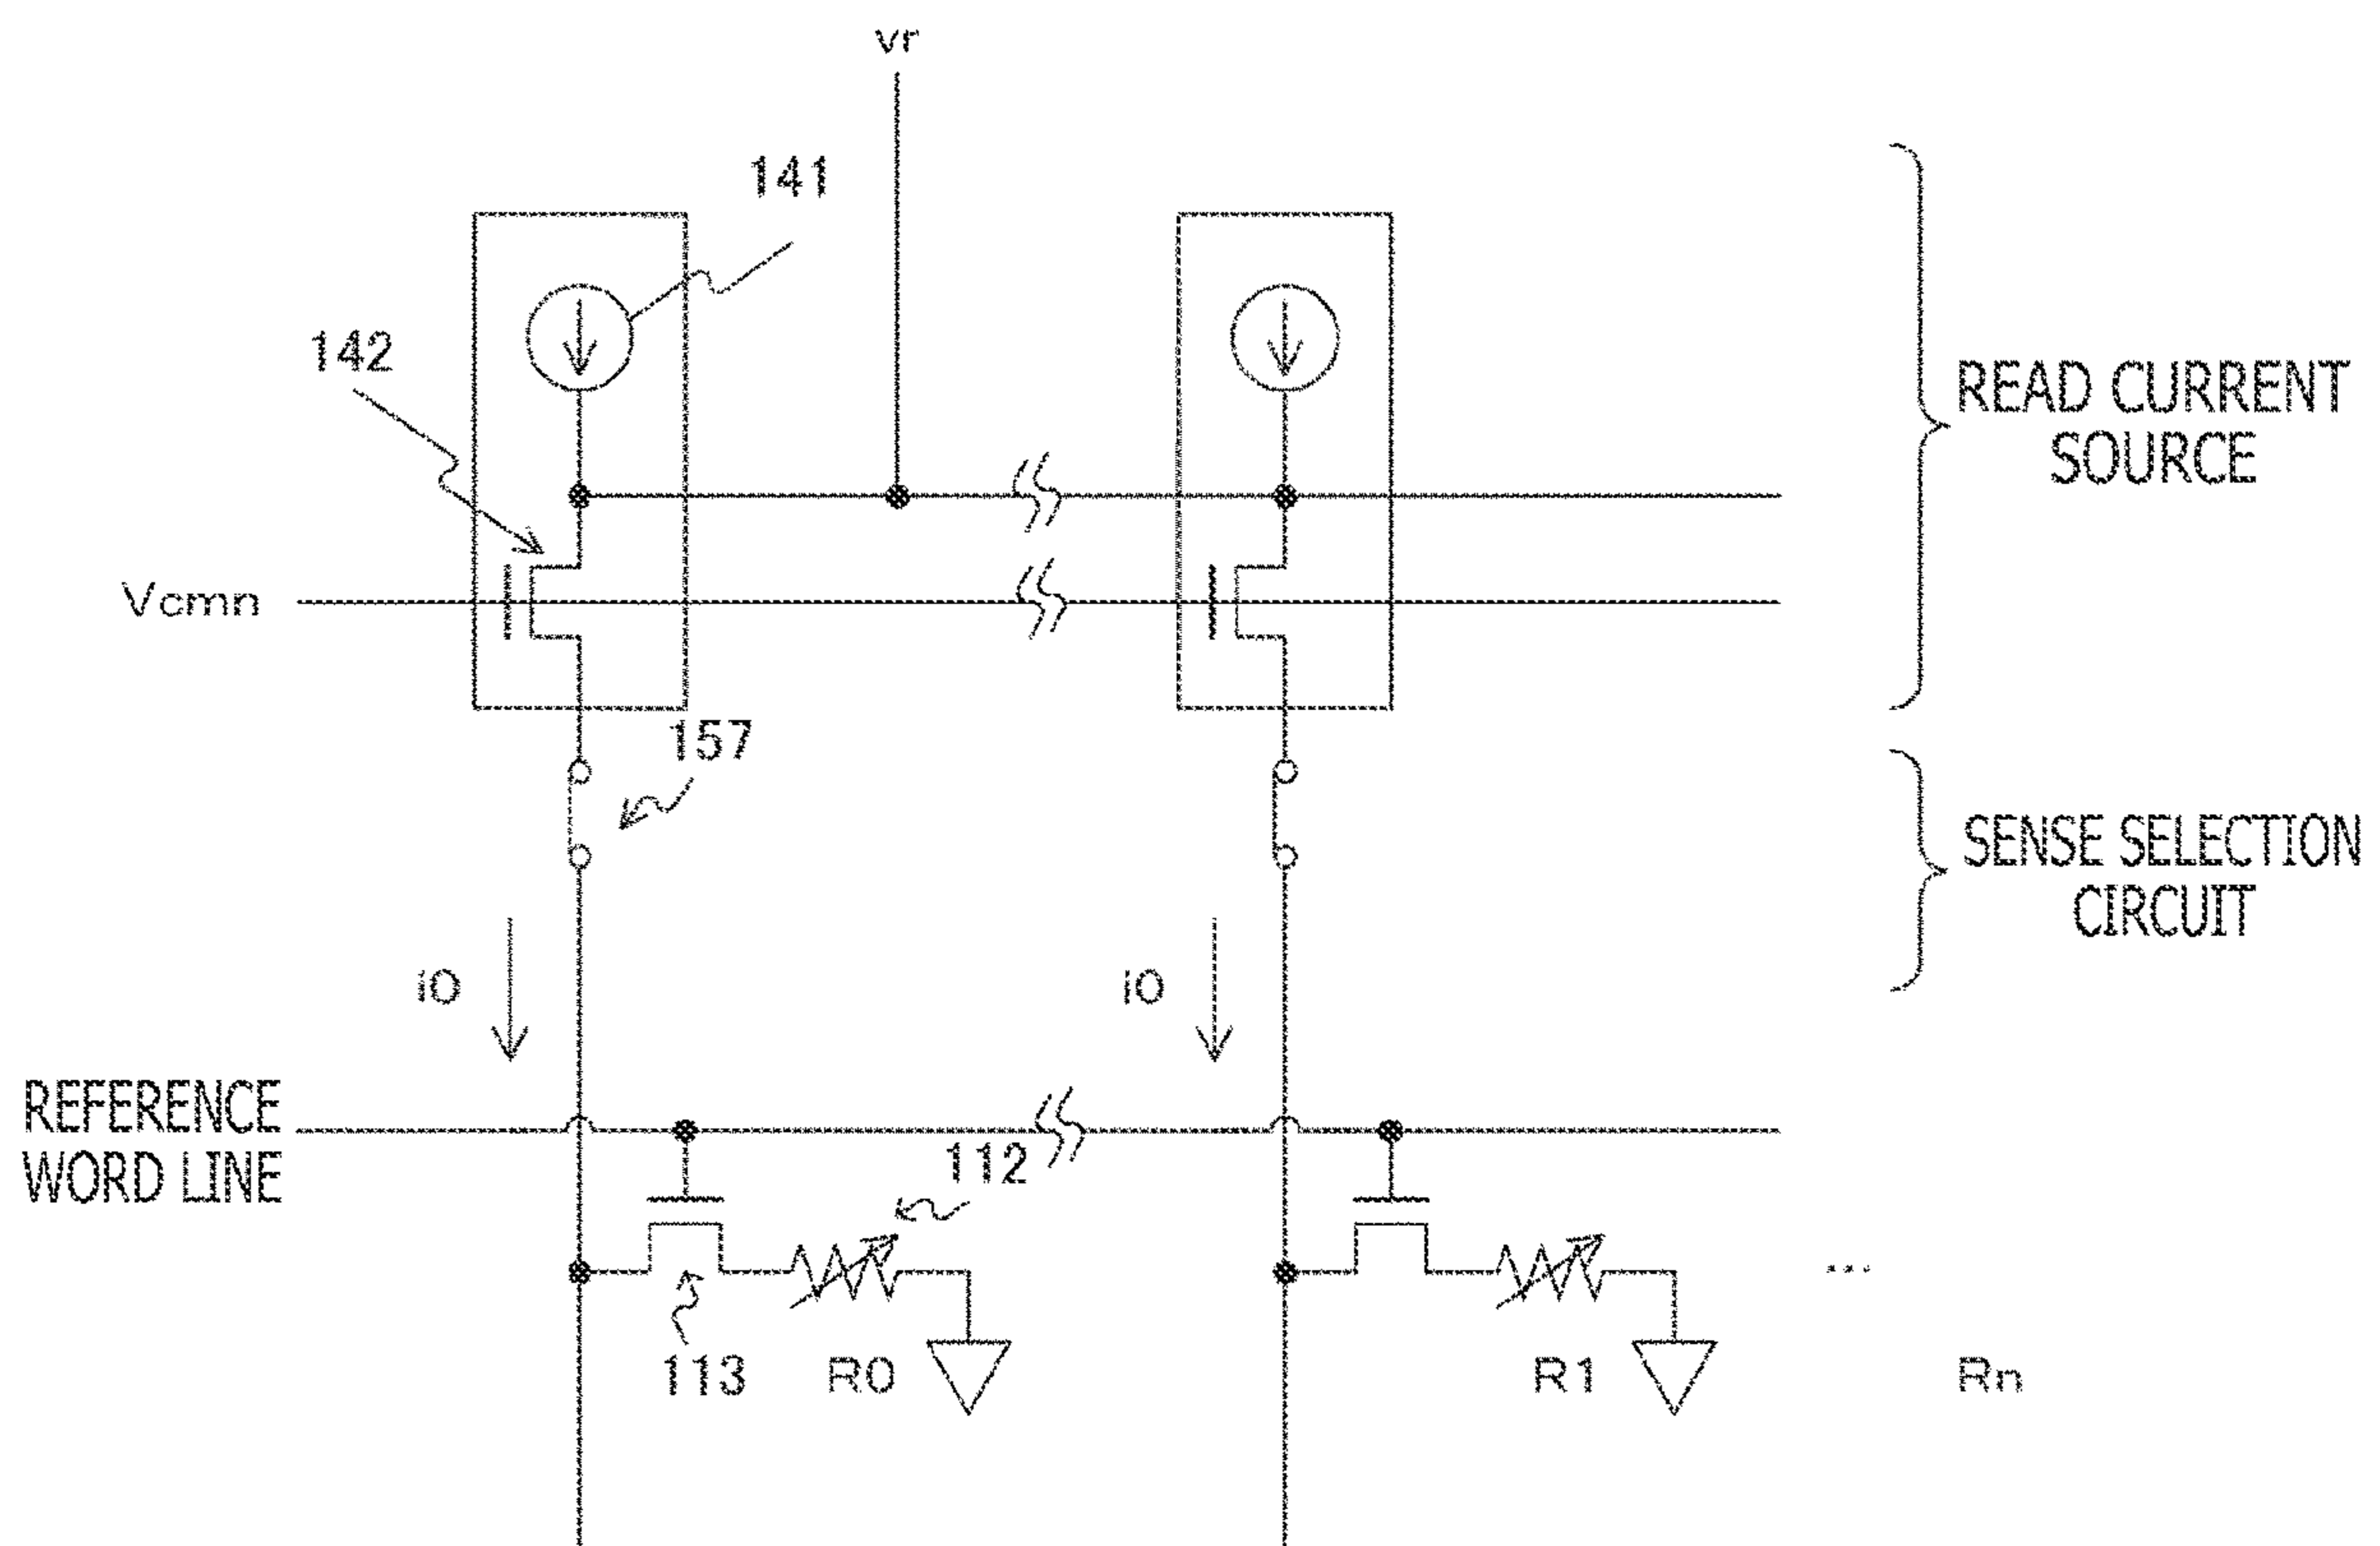 vr
141
142
READ CURRENT
SOURCE
Vcmn
157
SENSE SELECTION
CIRCUIT
i0
i0
REFERENCE
WORD LINE
112
113
R0
R1
...
Rn